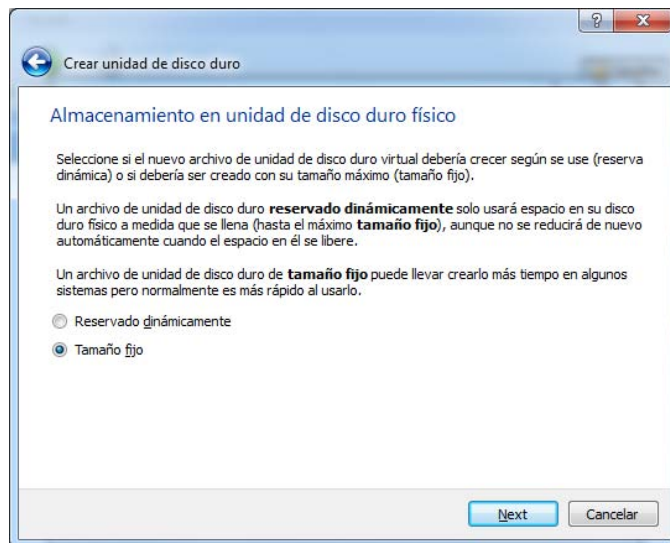 Crear unidad de disco duro
Almacenamiento en unidad de disco duro físico
Seleccione si el nuevo archivo de unidad de disco duro virtual debería crecer según se use (reserva
dinámica) o si debería ser creado con su tamaño máximo (tamaño fijo).
Un archivo de unidad de disco duro reservado dinámicamente solo usará espacio en su disco
duro físico a medida que se llena (hasta el máximo tamaño fijo), aunque no se reducirá de nuevo
automáticamente cuando el espacio en él se libere.
Un archivo de unidad de disco duro de tamaño fijo puede llevar crearlo más tiempo en algunos
sistemas pero normalmente es más rápido al usarlo.
Reservado dinámicamente
Tamaño fijo
Next Cancelar